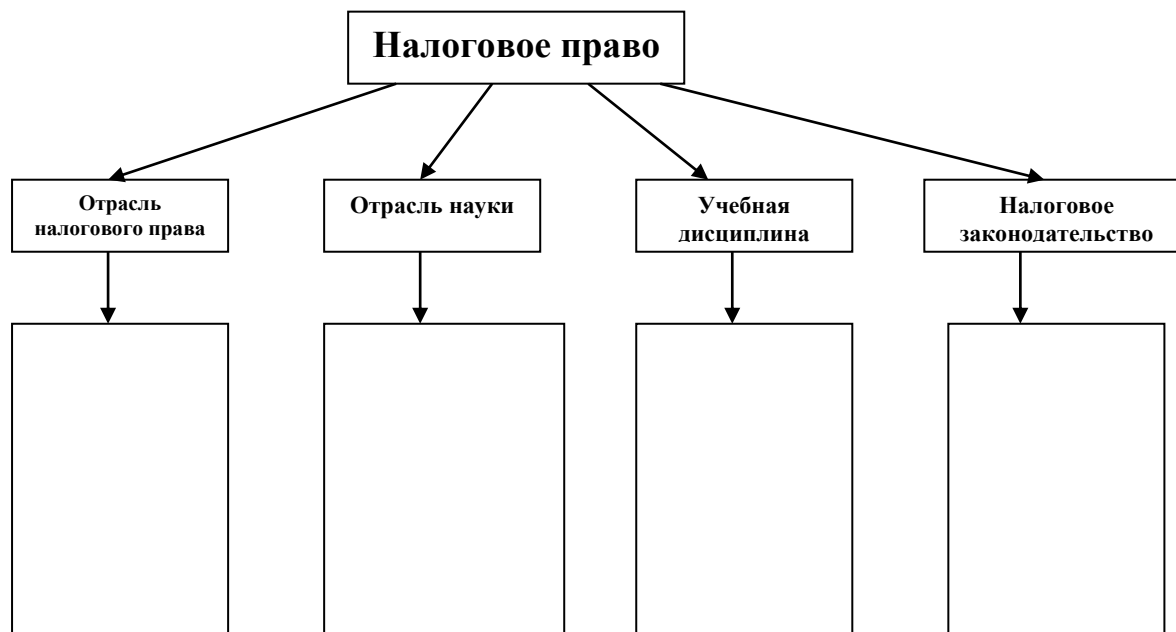 Налоговое право
Отрасль
налогового права
Отрасль науки
Учебная
дисциплина
Налоговое
законодательство